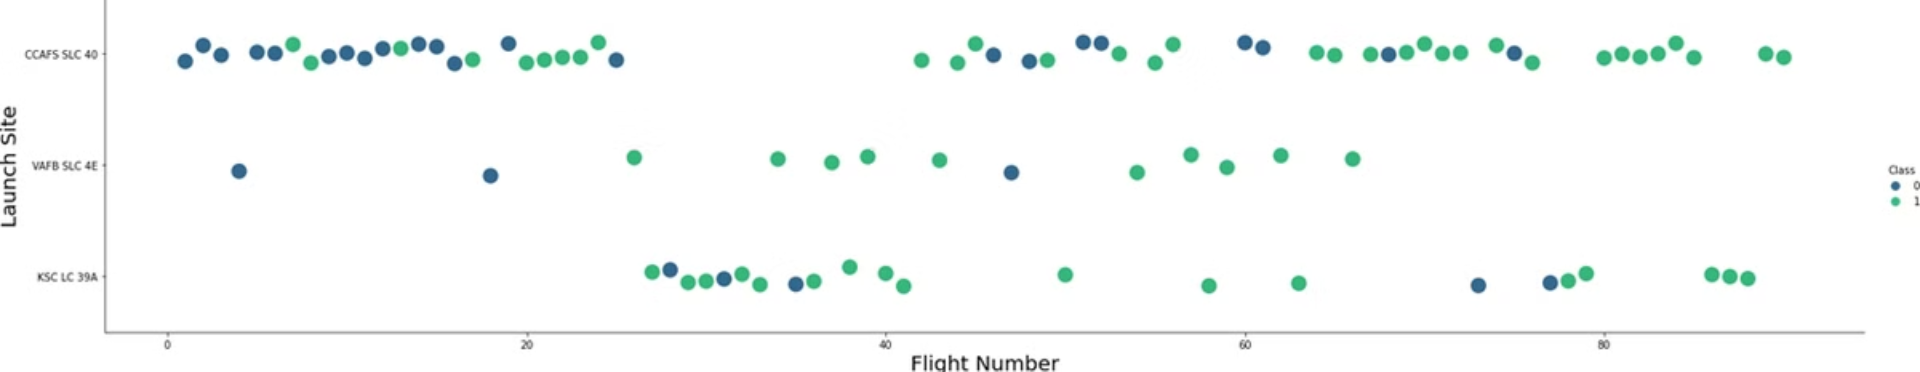 CCAFS SLC 40
VAFB SLC 4E
KSC LC 39A
Launch Site
0 20 40 60 80
Flight Number
Class
0
1